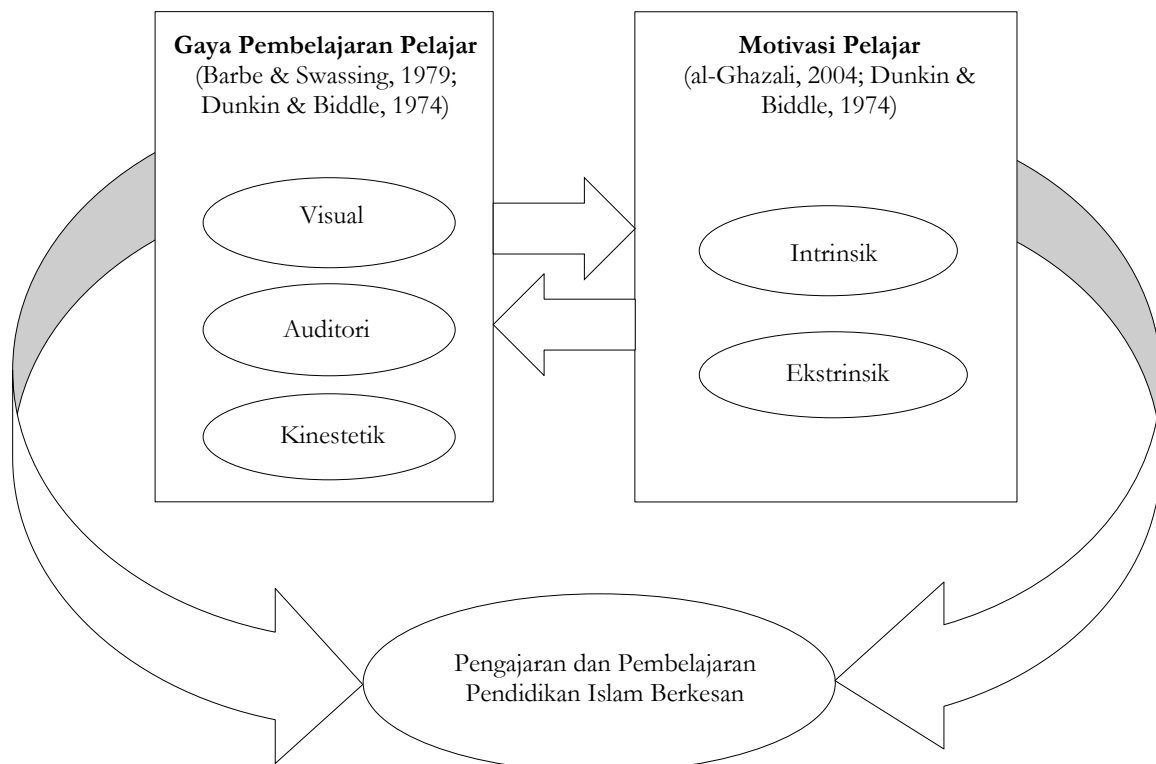 Gaya Pembelajaran Pelajar
(Barbe & Swassing, 1979;
Dunkin & Biddle, 1974)
Visual
Auditori
Kinestetik
Motivasi Pelajar
(al-Ghazali, 2004; Dunkin &
Biddle, 1974)
Intrinsik
Ekstrinsik
Pengajaran dan Pembelajaran
Pendidikan Islam Berkesan